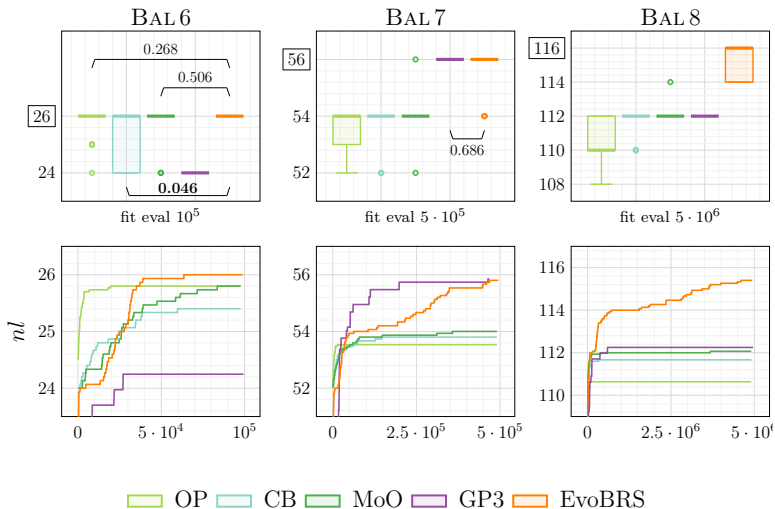 BAL 6 BAL 7 BAL 8
26
24
0.268
0.506
0.046
fit eval 10^5
56
54
52
0.686
fit eval 5 · 10^5
116
114
112
110
108
fit eval 5 · 10^6
nl
26
25
24
0 5 · 10^4 10^5
56
54
52
0 2.5 · 10^5 5 · 10^5
116
114
112
110
0 2.5 · 10^6 5 · 10^6
OP CB MoO GP3 EvoBRS